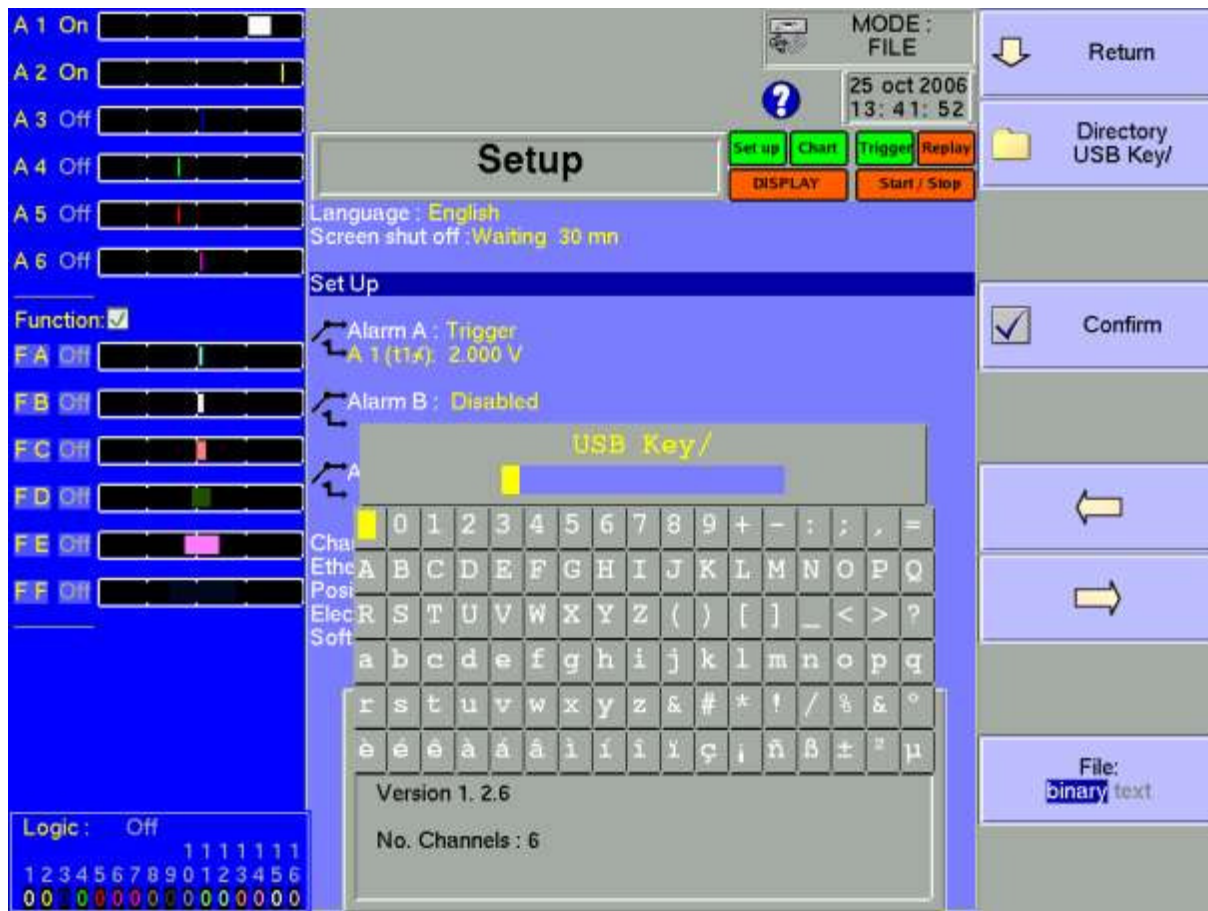 A 1 On
A 2 On
A 3 Off
A 4 Off
A 5 Off
A 6 Off
Function:
F A Off
F B Off
F C Off
F D Off
F E Off
F F Off
Logic : Off
1 1 1 1 1 1 1
1 2 3 4 5 6 7 8 9 0 1 2 3 4 5 6
0 0 0 0 0 0 0 0 0 0 0 0 0 0 0 0
MODE :
FILE
?
25 oct 2006
13: 41: 52
Setup
Set up Chart Trigger Replay
DISPLAY Start / Stop
Language : English
Screen shut off :Waiting 30 mn
Set Up
Alarm A : Trigger
A 1 (t1): 2.000 V
Alarm B : Disabled
A
Chai
Ethe
Posi
Elec
Soft
USB Key/
0 1 2 3 4 5 6 7 8 9 + - : ; , =
A B C D E F G H I J K L M N O P Q
R S T U V W X Y Z ( ) [ ] _ < > ?
a b c d e f g h i j k l m n o p q
r s t u v w x y z & # * ! / % & °
è é ê à á â ì í î ï ç ¡ ñ ß ± ² µ
Version 1. 2.6
No. Channels : 6
Return
Directory
USB Key/
Confirm
File:
binary text